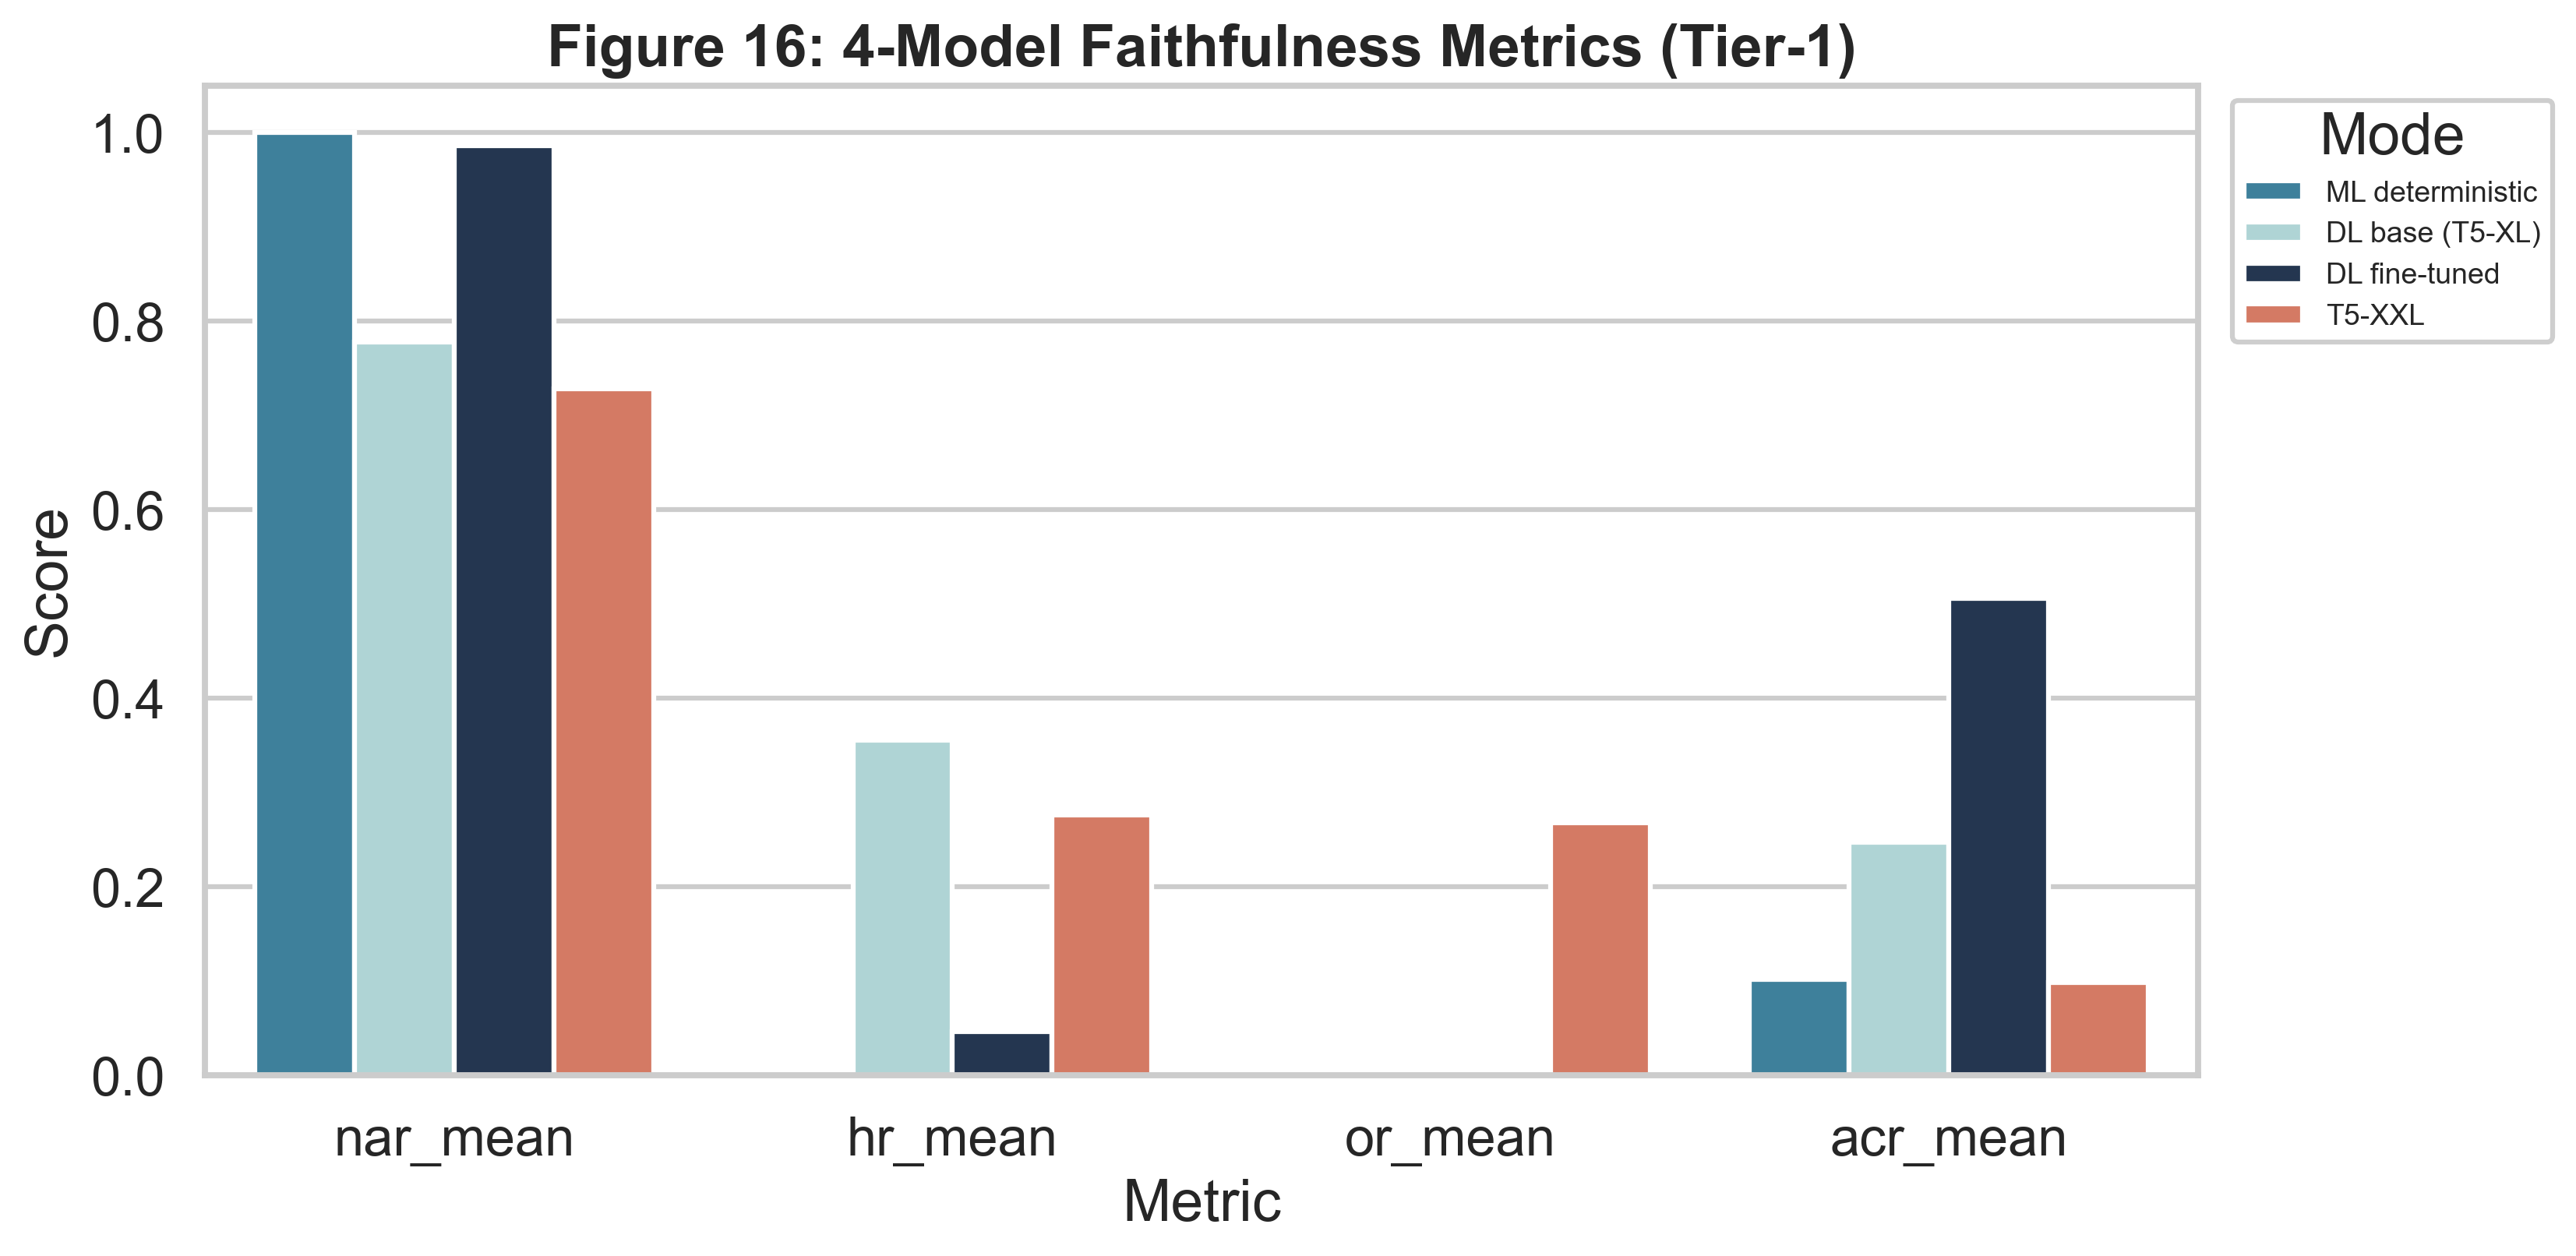 Figure 16: 4-Model Faithfulness Metrics (Tier-1)
Mode
ML deterministic
DL base (T5-XL)
DL fine-tuned
T5-XXL
Score
1.0
0.8
0.6
0.4
0.2
0.0
nar_mean
hr_mean
or_mean
acr_mean
Metric